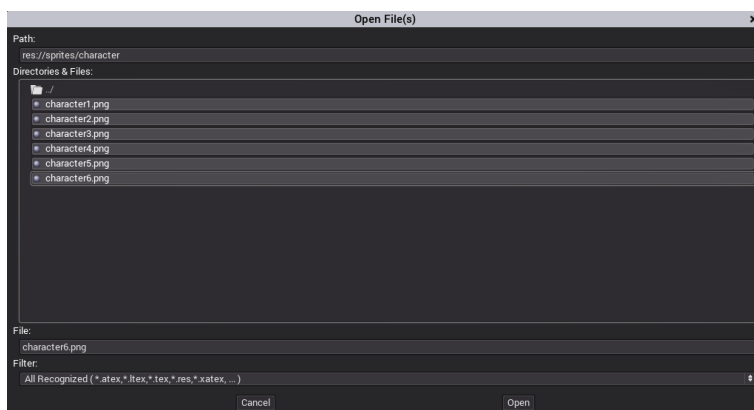 Open File(s)
Path:
res://sprites/character
Directories & Files:
../
character1.png
character2.png
character3.png
character4.png
character5.png
character6.png
File:
character6.png
Filter:
All Recognized ( *.atex,*.ltex,*.tex,*.res,*.xatex, ... )
Cancel Open